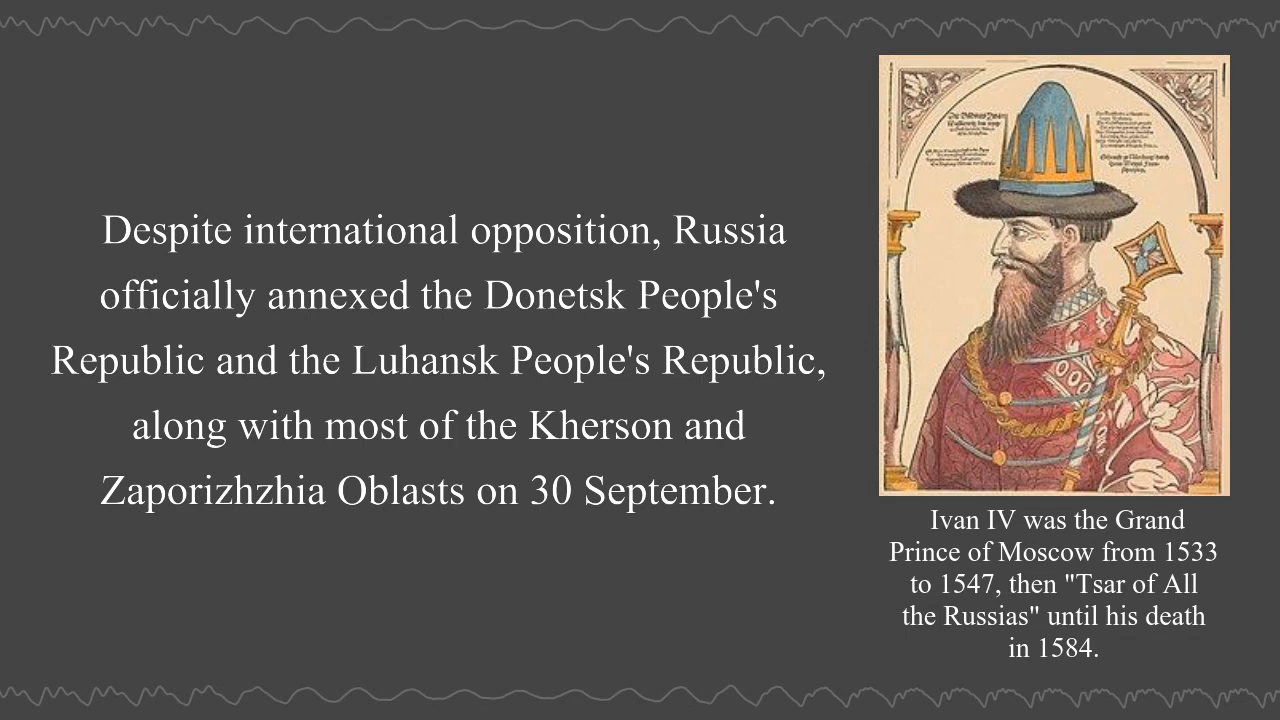 Despite international opposition, Russia
officially annexed the Donetsk People's
Republic and the Luhansk People's Republic,
along with most of the Kherson and
Zaporizhzhia Oblasts on 30 September.
Ivan IV was the Grand
Prince of Moscow from 1533
to 1547, then "Tsar of All
the Russias" until his death
in 1584.